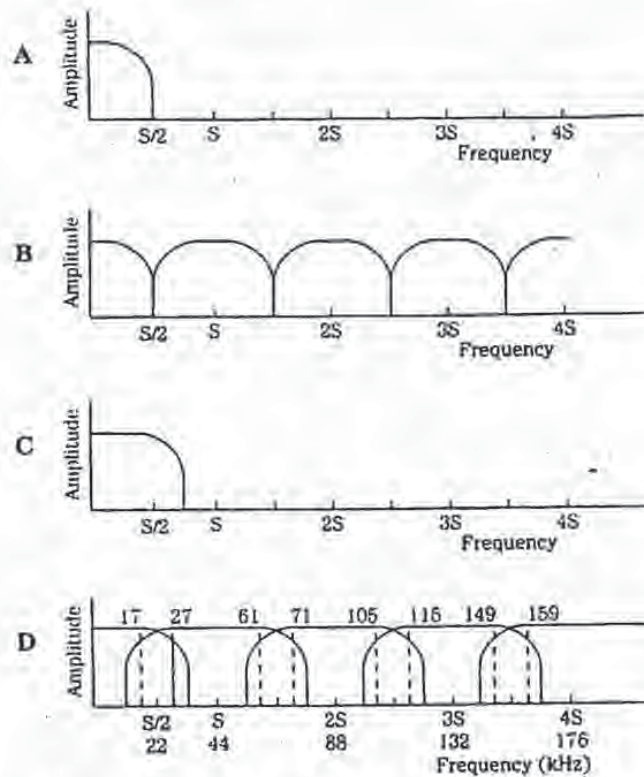 A
Amplitude
S/2 S 2S 3S 4S
Frequency
B
Amplitude
S/2 S 2S 3S 4S
Frequency
C
Amplitude
S/2 S 2S 3S 4S
Frequency
D
Amplitude
17 27 61 71 105 115 149 159
S/2 S 2S 3S 4S
22 44 88 132 176
Frequency (kHz)